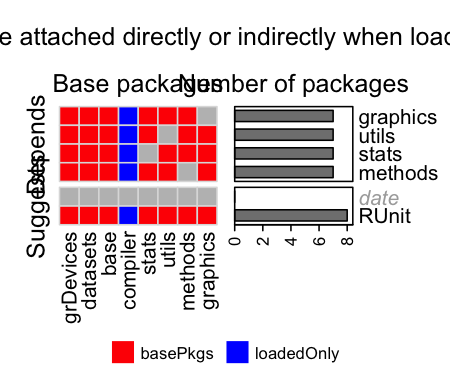 e attached directly or indirectly when load
Base packages
Number of packages
Depends
Suggests
graphics
utils
stats
methods
date
RUnit
0 2 4 6 8
grDevices
datasets
base
compiler
stats
utils
methods
graphics
basePkgs
loadedOnly